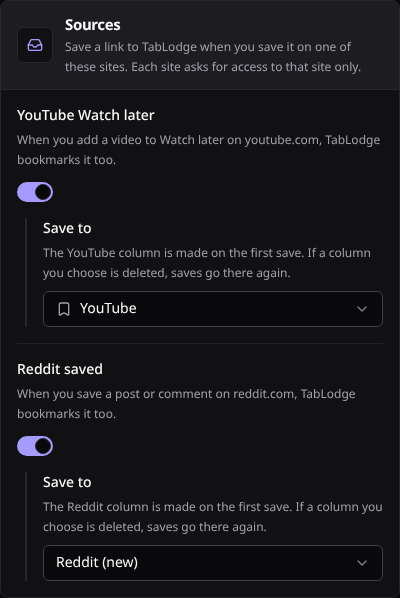 Sources
Save a link to TabLodge when you save it on one of
these sites. Each site asks for access to that site only.
YouTube Watch later
When you add a video to Watch later on youtube.com, TabLodge
bookmarks it too.
Save to
The YouTube column is made on the first save. If a column
you choose is deleted, saves go there again.
YouTube
Reddit saved
When you save a post or comment on reddit.com, TabLodge
bookmarks it too.
Save to
The Reddit column is made on the first save. If a column you
choose is deleted, saves go there again.
Reddit (new)